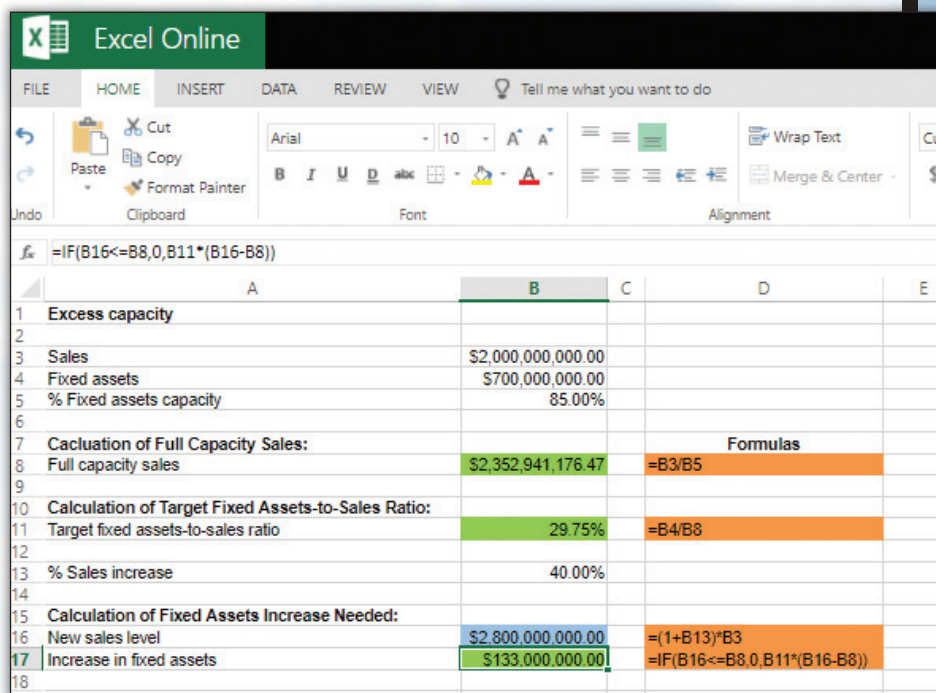 Excel Online
FILE HOME INSERT DATA REVIEW VIEW Tell me what you want to do
Cut
Copy
Paste
Format Painter
Undo
Clipboard
Arial 10 A A
B I U D abc A
Font
Wrap Text
Merge & Center
Alignment
$
fx =IF(B16<=B8,0,B11*(B16-B8))
A B C D E
1 Excess capacity
2
3 Sales $2,000,000,000.00
4 Fixed assets $700,000,000.00
5 % Fixed assets capacity 85.00%
6
7 Cacluation of Full Capacity Sales: Formulas
8 Full capacity sales $2,352,941,176.47 =B3/B5
9
10 Calculation of Target Fixed Assets-to-Sales Ratio:
11 Target fixed assets-to-sales ratio 29.75% =B4/B8
12
13 % Sales increase 40.00%
14
15 Calculation of Fixed Assets Increase Needed:
16 New sales level $2,800,000,000.00 =(1+B13)*B3
17 Increase in fixed assets $133,000,000.00 =IF(B16<=B8,0,B11*(B16-B8))
18